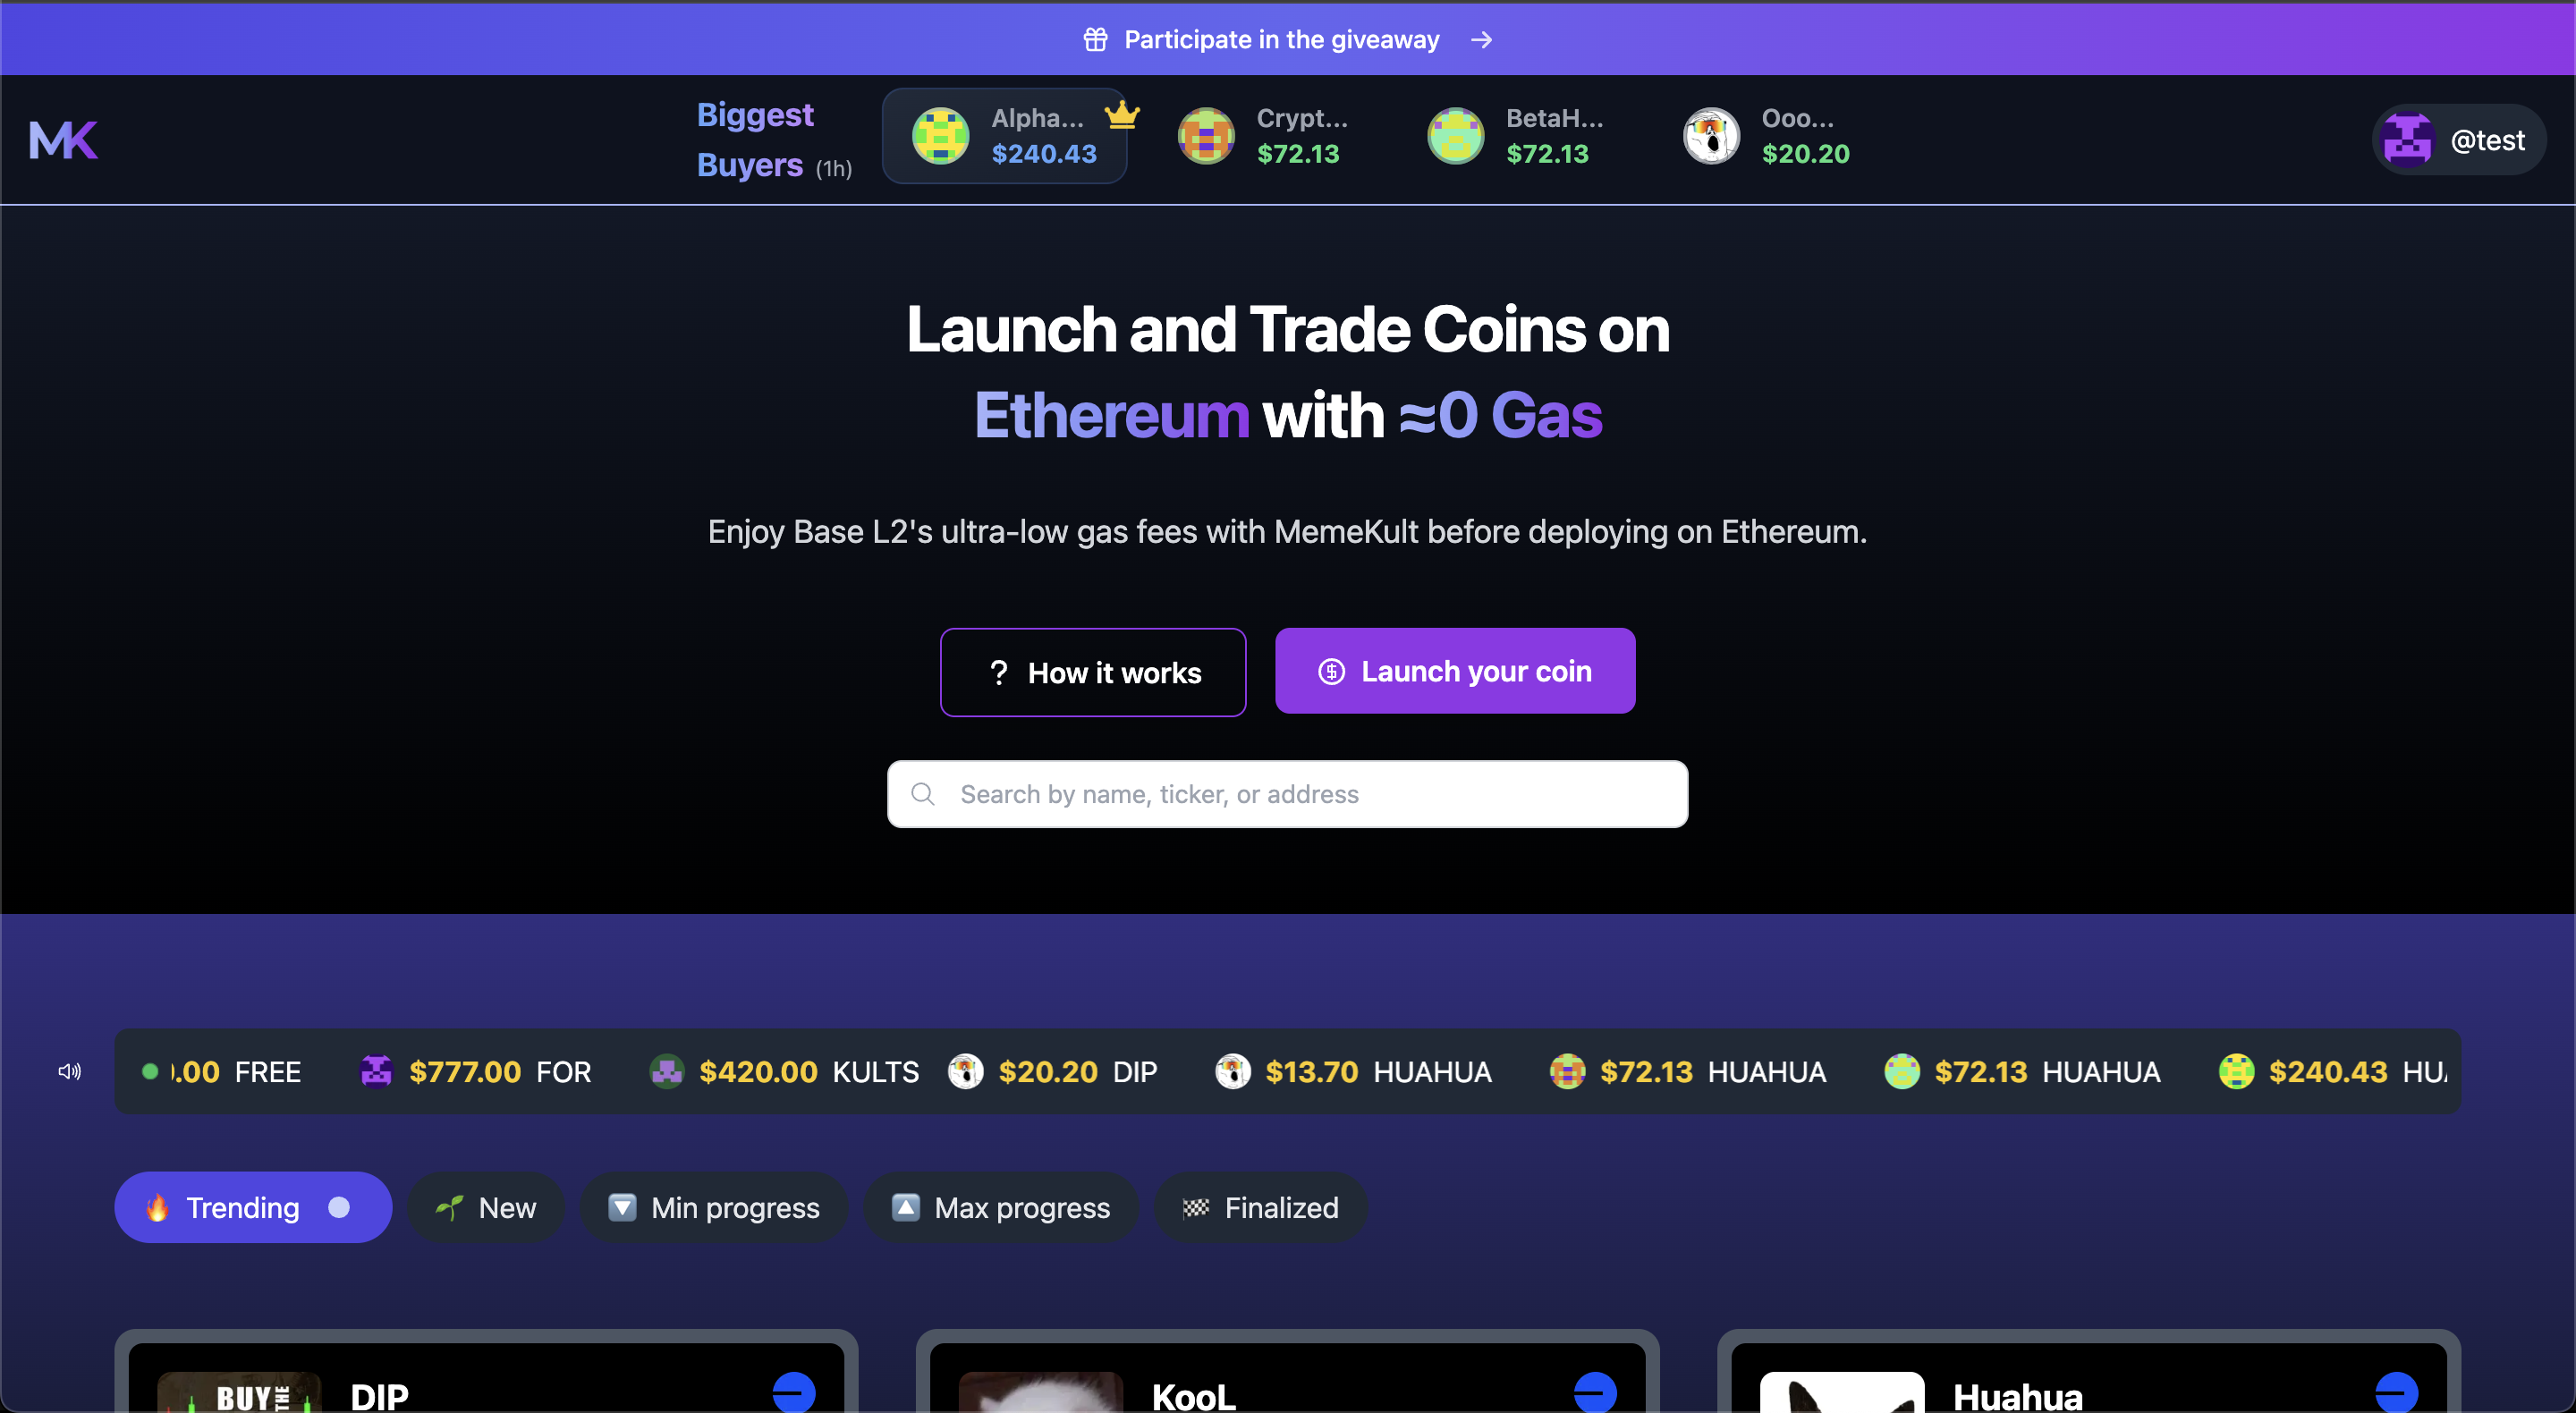 Participate in the giveaway
MK
Biggest
Buyers (1h)
Alpha...
$240.43
Crypt...
$72.13
BetaH...
$72.13
Ooo...
$20.20
@test
Launch and Trade Coins on
Ethereum with ≈0 Gas
Enjoy Base L2's ultra-low gas fees with MemeKult before deploying on Ethereum.
? How it works
Launch your coin
Search by name, ticker, or address
.00 FREE $777.00 FOR $420.00 KULTS $20.20 DIP $13.70 HUAHUA $72.13 HUAHUA $72.13 HUAHUA $240.43 HU
Trending
New
Min progress
Max progress
Finalized
BUY THE
DIP
KooL
Huahua